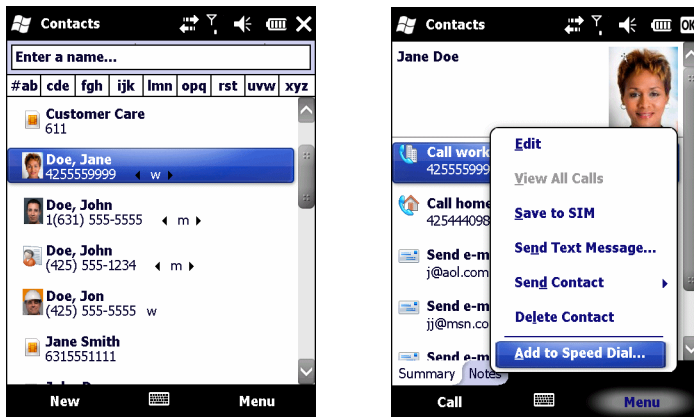 Contacts
Enter a name...
#ab cde fgh ijk lmn opq rst uvw xyz
Customer Care
611
Doe, Jane
4255559999 w
Doe, John
1(631) 555-5555 m
Doe, John
(425) 555-1234 m
Doe, Jon
(425) 555-5555 w
Jane Smith
6315551111
New Menu
Contacts OK
Jane Doe
Call work
425555999
Call home
425444098
Send e-m
j@aol.com
Send e-m
jj@msn.co
Send e-m
Summary Notes
Edit
View All Calls
Save to SIM
Send Text Message...
Send Contact
Delete Contact
Add to Speed Dial...
Call Menu